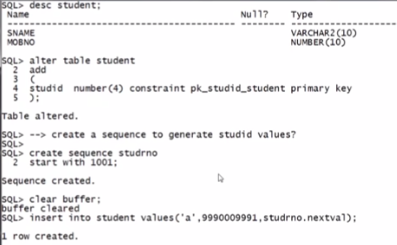 SQL> desc student;
Name Null? Type
----------------------------------------- -------- ----------------------------
SNAME VARCHAR2(10)
MOBNO NUMBER(10)
SQL> alter table student
2 add
3 (
4 studid number(4) constraint pk_studid_student primary key
5 );
Table altered.
SQL> --> create a sequence to generate studid values?
SQL>
SQL> create sequence studrno
2 start with 1001;
Sequence created.
SQL> clear buffer;
buffer cleared
SQL> insert into student values('a',9990009991,studrno.nextval);
1 row created.